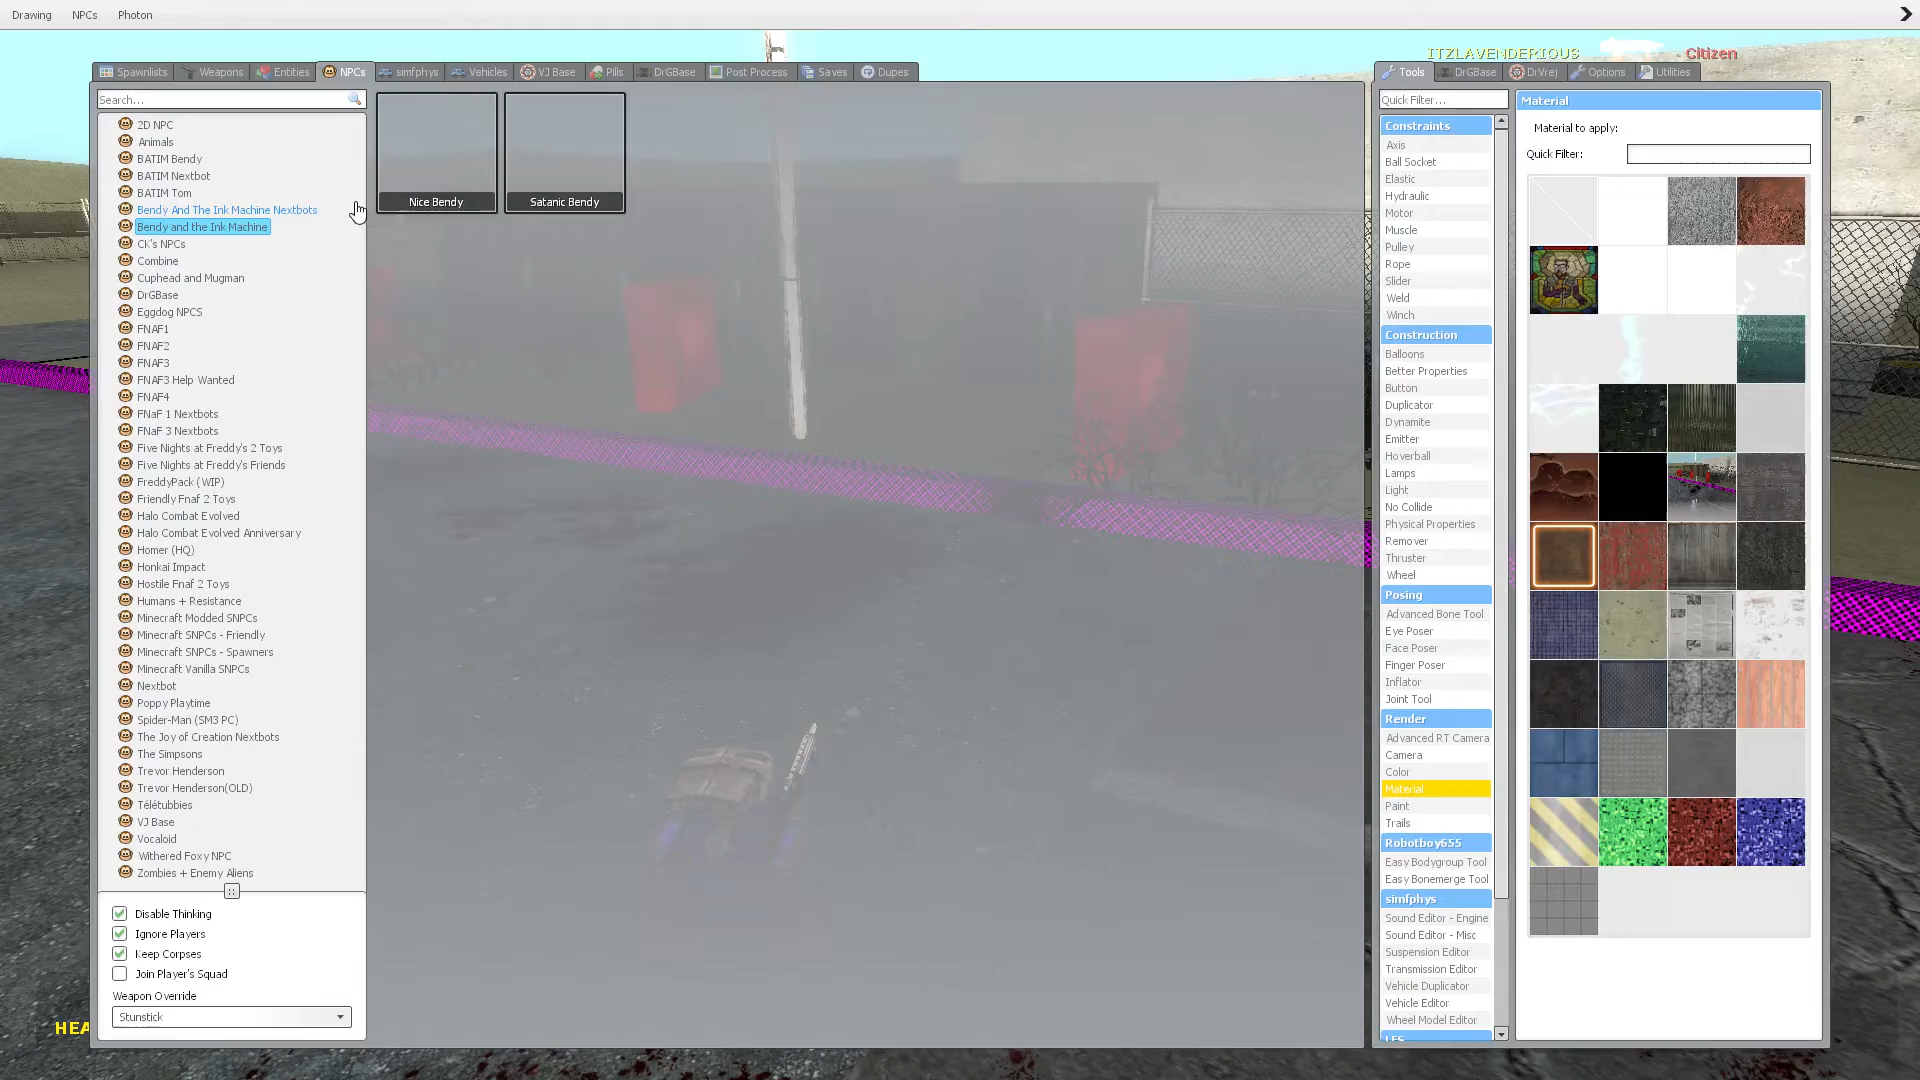 Drawing NPCs Photon
ITZLAVENDERIOUS Citizen
Spawnlists Weapons Entities NPCs simfphys Vehicles VJ Base Pills DrGBase Post Process Saves Dupes
Tools DrGBase DrVrej Options Utilities
Search...
2D NPC
Animals
BATIM Bendy
BATIM Nextbot
BATIM Tom
Bendy And The Ink Machine Nextbots
Bendy and the Ink Machine
CK's NPCs
Combine
Cuphead and Mugman
DrGBase
Eggdog NPCS
FNAF1
FNAF2
FNAF3
FNAF3 Help Wanted
FNAF4
FNaF 1 Nextbots
FNaF 3 Nextbots
Five Nights at Freddy's 2 Toys
Five Nights at Freddy's Friends
FreddyPack (WIP)
Friendly Fnaf 2 Toys
Halo Combat Evolved
Halo Combat Evolved Anniversary
Homer (HQ)
Honkai Impact
Hostile Fnaf 2 Toys
Humans + Resistance
Minecraft Modded SNPCs
Minecraft SNPCs - Friendly
Minecraft SNPCs - Spawners
Minecraft Vanilla SNPCs
Nextbot
Poppy Playtime
Spider-Man (SM3 PC)
The Joy of Creation Nextbots
The Simpsons
Trevor Henderson
Trevor Henderson(OLD)
Télétubbies
VJ Base
Vocaloid
Withered Foxy NPC
Zombies + Enemy Aliens
Disable Thinking
Ignore Players
Keep Corpses
Join Player's Squad
Weapon Override
Stunstick
HEA
Nice Bendy
Satanic Bendy
Quick Filter...
Constraints
Axis
Ball Socket
Elastic
Hydraulic
Motor
Muscle
Pulley
Rope
Slider
Weld
Winch
Construction
Balloons
Better Properties
Button
Duplicator
Dynamite
Emitter
Hoverball
Lamps
Light
No Collide
Physical Properties
Remover
Thruster
Wheel
Posing
Advanced Bone Tool
Eye Poser
Face Poser
Finger Poser
Inflator
Joint Tool
Render
Advanced RT Camera
Camera
Color
Material
Paint
Trails
Robotboy655
Easy Bodygroup Tool
Easy Bonemerge Tool
simfphys
Sound Editor - Engine
Sound Editor - Misc
Suspension Editor
Transmission Editor
Vehicle Duplicator
Vehicle Editor
Wheel Model Editor
LFS
Material
Material to apply:
Quick Filter: